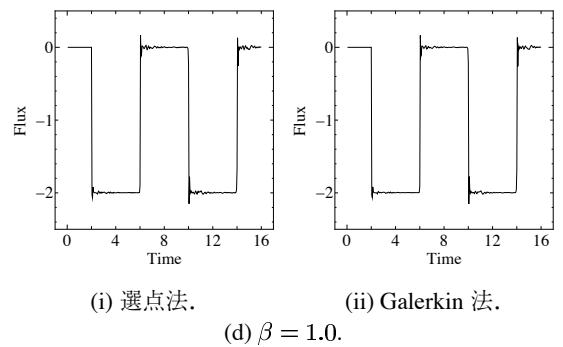 0
−1
−2
Flux
0 4 8 12 16
Time
0
−1
−2
Flux
0 4 8 12 16
Time
(i) 選点法.
(ii) Galerkin 法.
(d) β = 1.0.